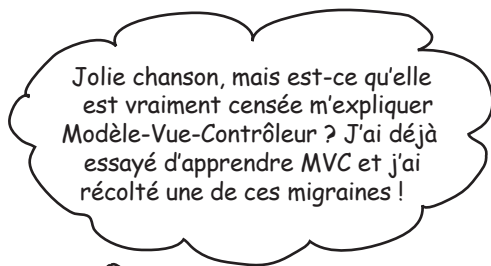 Jolie chanson, mais est-ce qu'elle
est vraiment censée m'expliquer
Modèle-Vue-Contrôleur ? J'ai déjà
essayé d'apprendre MVC et j'ai
récolté une de ces migraines !